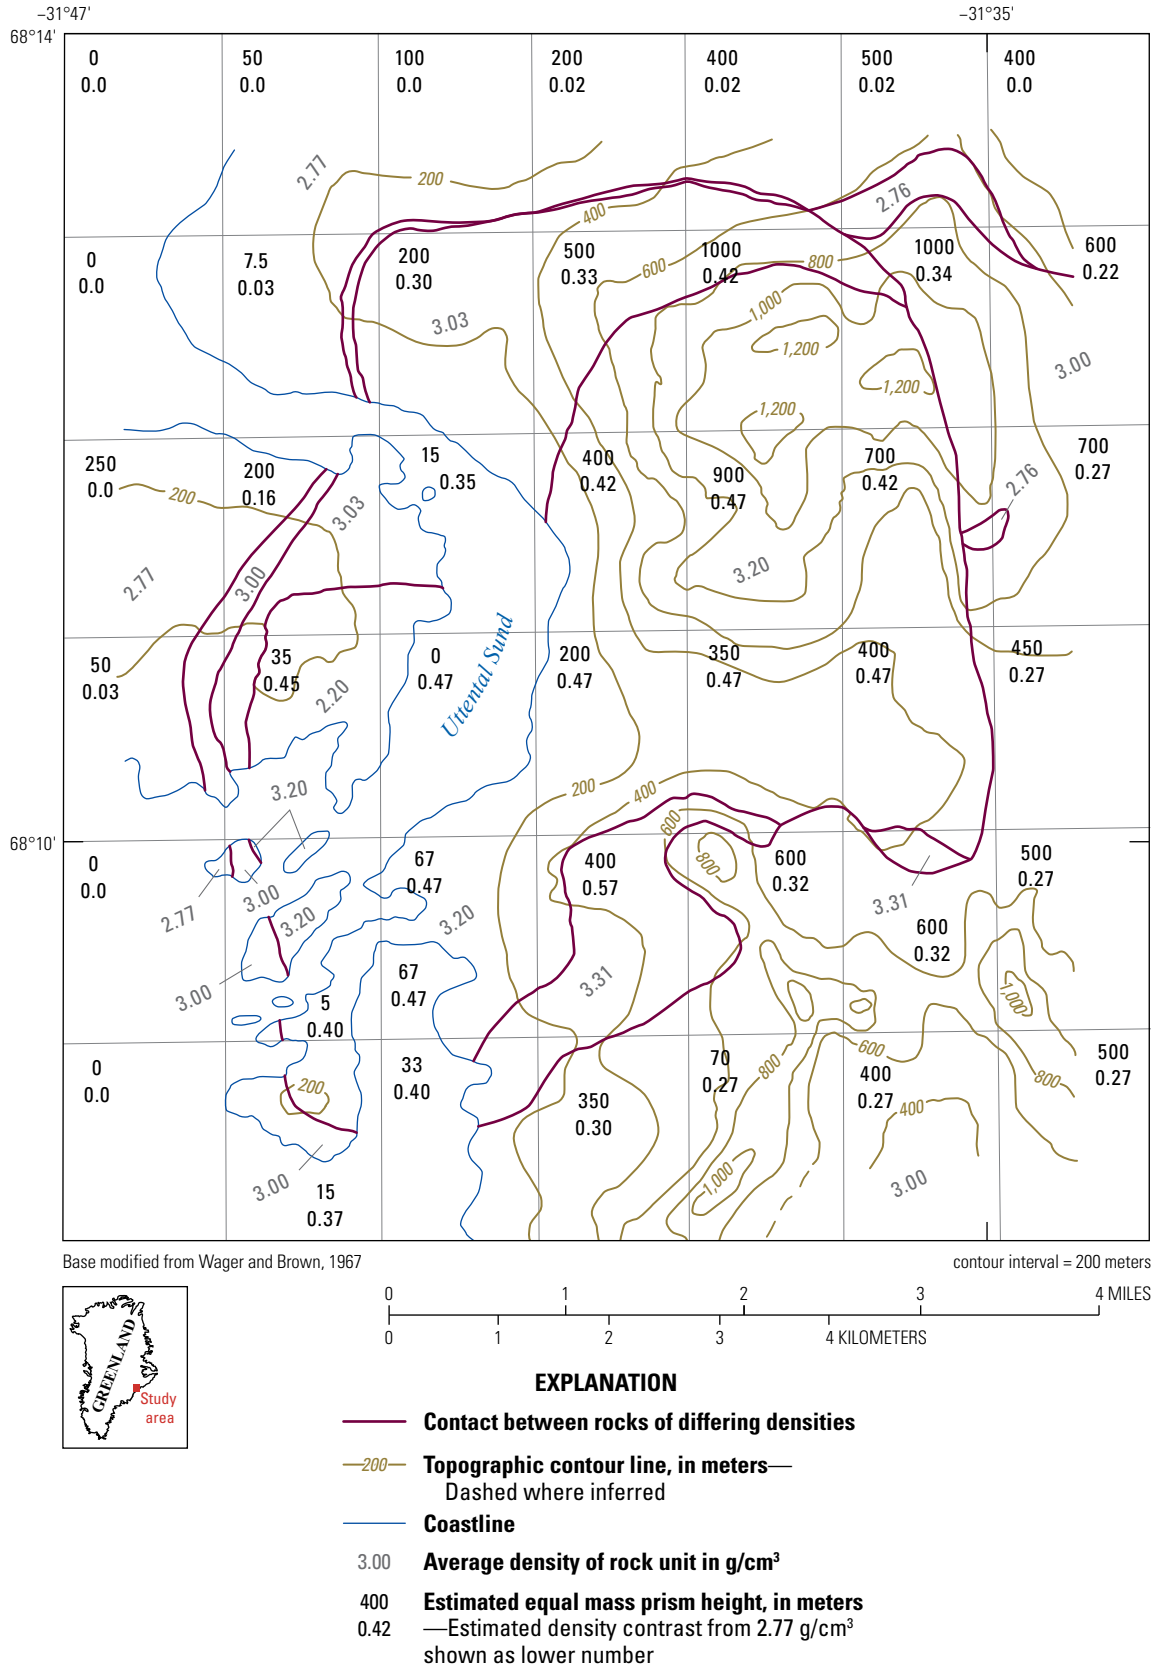 −31°47' −31°35'
68°14'
0 50 100 200 400 500 400
0.0 0.0 0.0 0.02 0.02 0.02 0.0
2.77 200 400 2.76
0 7.5 200 500 1000 1000 600
0.0 0.03 0.30 0.33 0.42 0.34 0.22
600 800
3.03 1,000
1,200 3.00
1,200
1,200
250 200 15 400 900 700 700
0.0 0.16 0.35 0.42 0.47 0.42 0.27
200 3.03 2.76
2.77 3.00 3.20
50 35 0 200 350 400 450
0.03 0.45 0.47 0.47 0.47 0.47 0.27
2.20 Uttental Sund
3.20 200 400
600
68°10'
0 67 400 600 500
0.0 0.47 0.57 0.32 0.27
800
2.77 3.00 3.20 3.20 3.31
600
0.32
3.00 67 3.31 1,000
0.47
5
0.40
0 33 350 70 400 500
0.0 0.40 0.30 0.27 0.27 0.27
200 800 600 400 800
3.00 1,000 3.00
15
0.37
Base modified from Wager and Brown, 1967
contour interval = 200 meters
0 1 2 3 4 MILES
0 1 2 3 4 KILOMETERS
GREENLAND
Study
area
EXPLANATION
Contact between rocks of differing densities
200 Topographic contour line, in meters—
Dashed where inferred
Coastline
3.00 Average density of rock unit in g/cm³
400 Estimated equal mass prism height, in meters
0.42 —Estimated density contrast from 2.77 g/cm³
shown as lower number